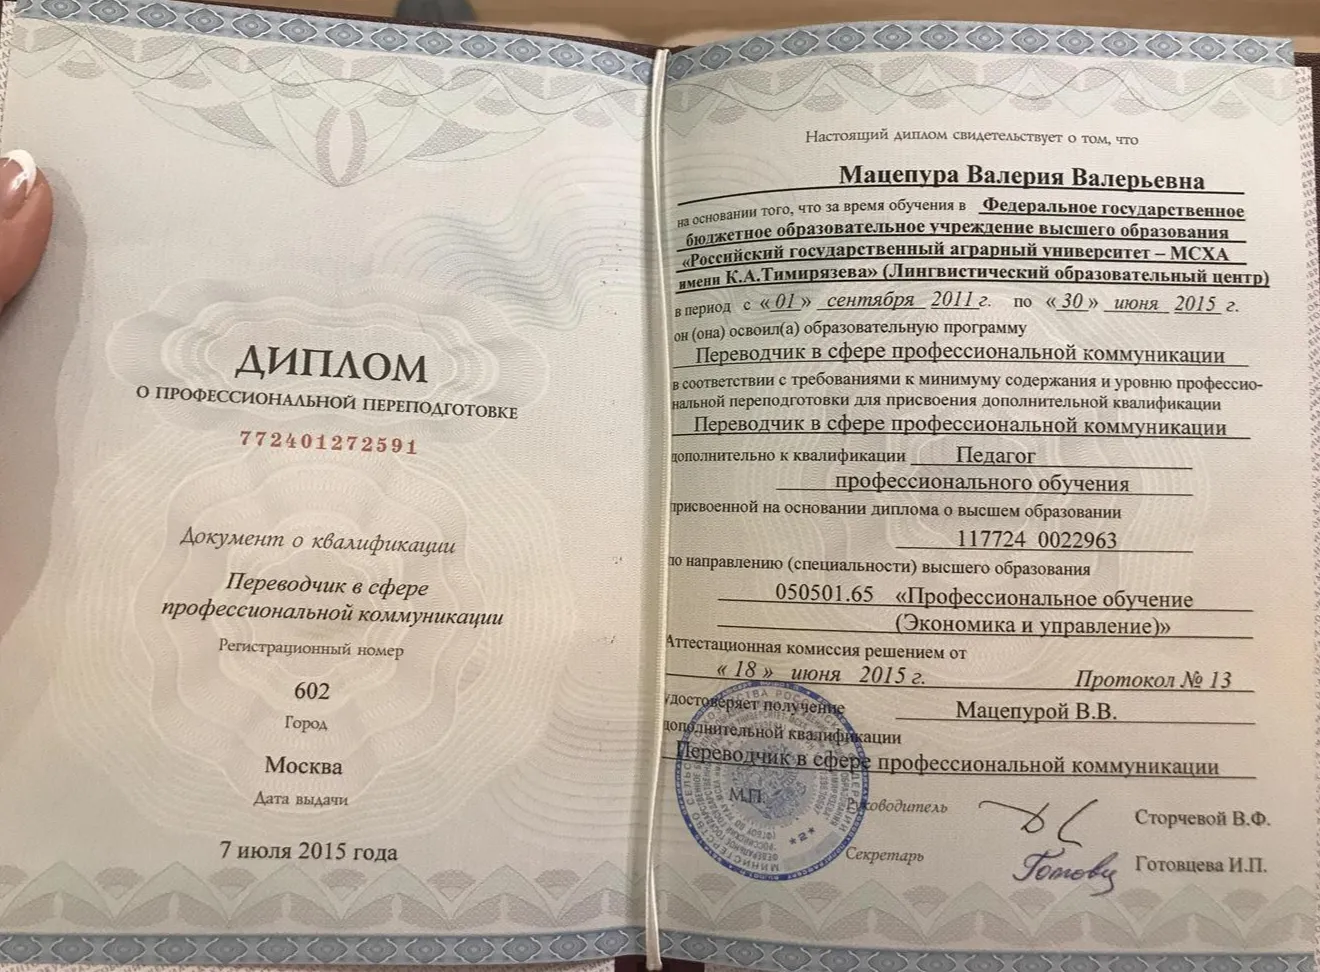 ДИПЛОМ
О ПРОФЕССИОНАЛЬНОЙ ПЕРЕПОДГОТОВКЕ
772401272591
Документ о квалификации
Переводчик в сфере
профессиональной коммуникации
Регистрационный номер
602
Город
Москва
Дата выдачи
7 июля 2015 года
Настоящий диплом свидетельствует о том, что
Мацепура Валерия Валерьевна
на основании того, что за время обучения в Федеральное государственное
бюджетное образовательное учреждение высшего образования
«Российский государственный аграрный университет – МСХА
имени К.А.Тимирязева» (Лингвистический образовательный центр)
в период с «01» сентября 2011 г. по «30» июня 2015 г.
он (она) освоил(а) образовательную программу
Переводчик в сфере профессиональной коммуникации
в соответствии с требованиями к минимуму содержания и уровню профессио-
нальной переподготовки для присвоения дополнительной квалификации
Переводчик в сфере профессиональной коммуникации
дополнительно к квалификации Педагог
профессионального обучения
присвоенной на основании диплома о высшем образовании
117724 0022963
по направлению (специальности) высшего образования
050501.65 «Профессиональное обучение
(Экономика и управление)»
Аттестационная комиссия решением от
«18» июня 2015 г. Протокол № 13
удостоверяет получение Мацепурой В.В.
дополнительной квалификации
Переводчик в сфере профессиональной коммуникации
М.П.
Руководитель Сторчевой В.Ф.
Секретарь Готовцева И.П.